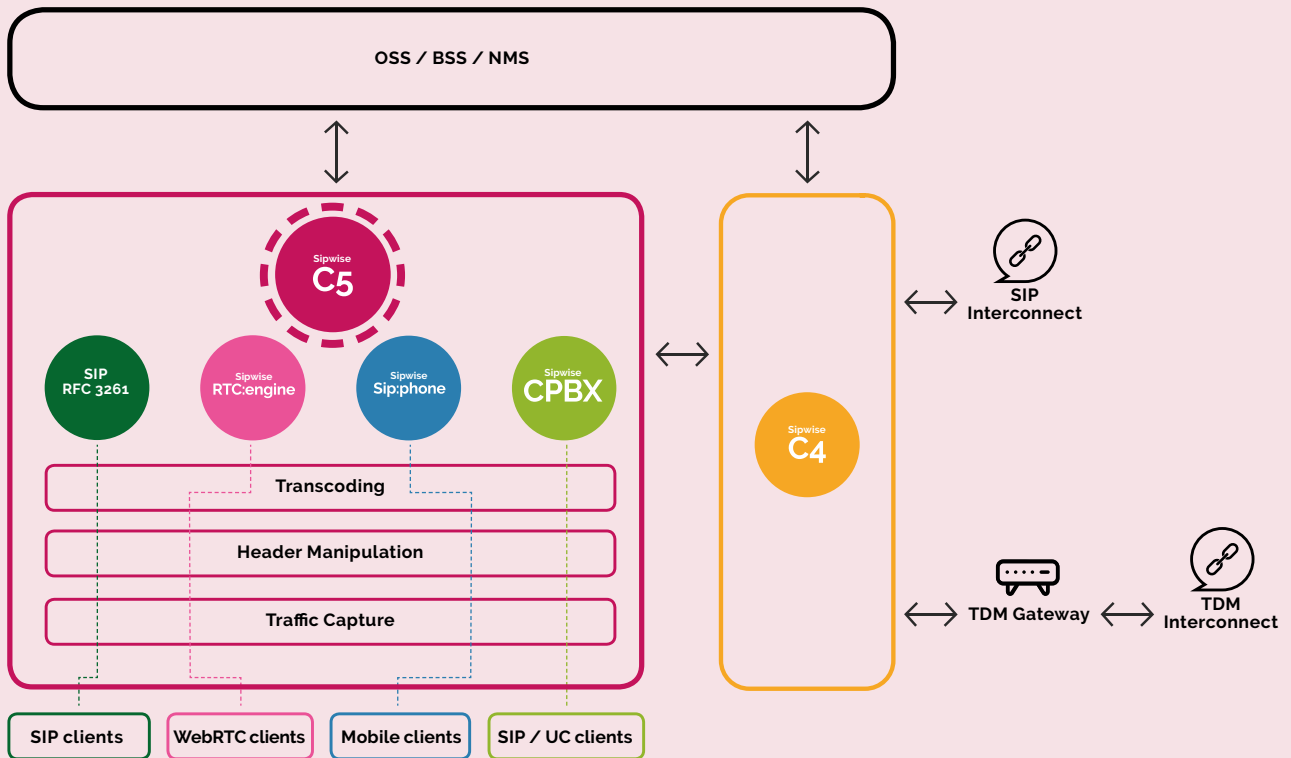 OSS / BSS / NMS
Sipwise
C5
SIP
RFC 3261
Sipwise
RTC:engine
Sipwise
Sip:phone
Sipwise
CPBX
Transcoding
Header Manipulation
Traffic Capture
SIP clients
WebRTC clients
Mobile clients
SIP / UC clients
Sipwise
C4
SIP
Interconnect
TDM Gateway
TDM
Interconnect